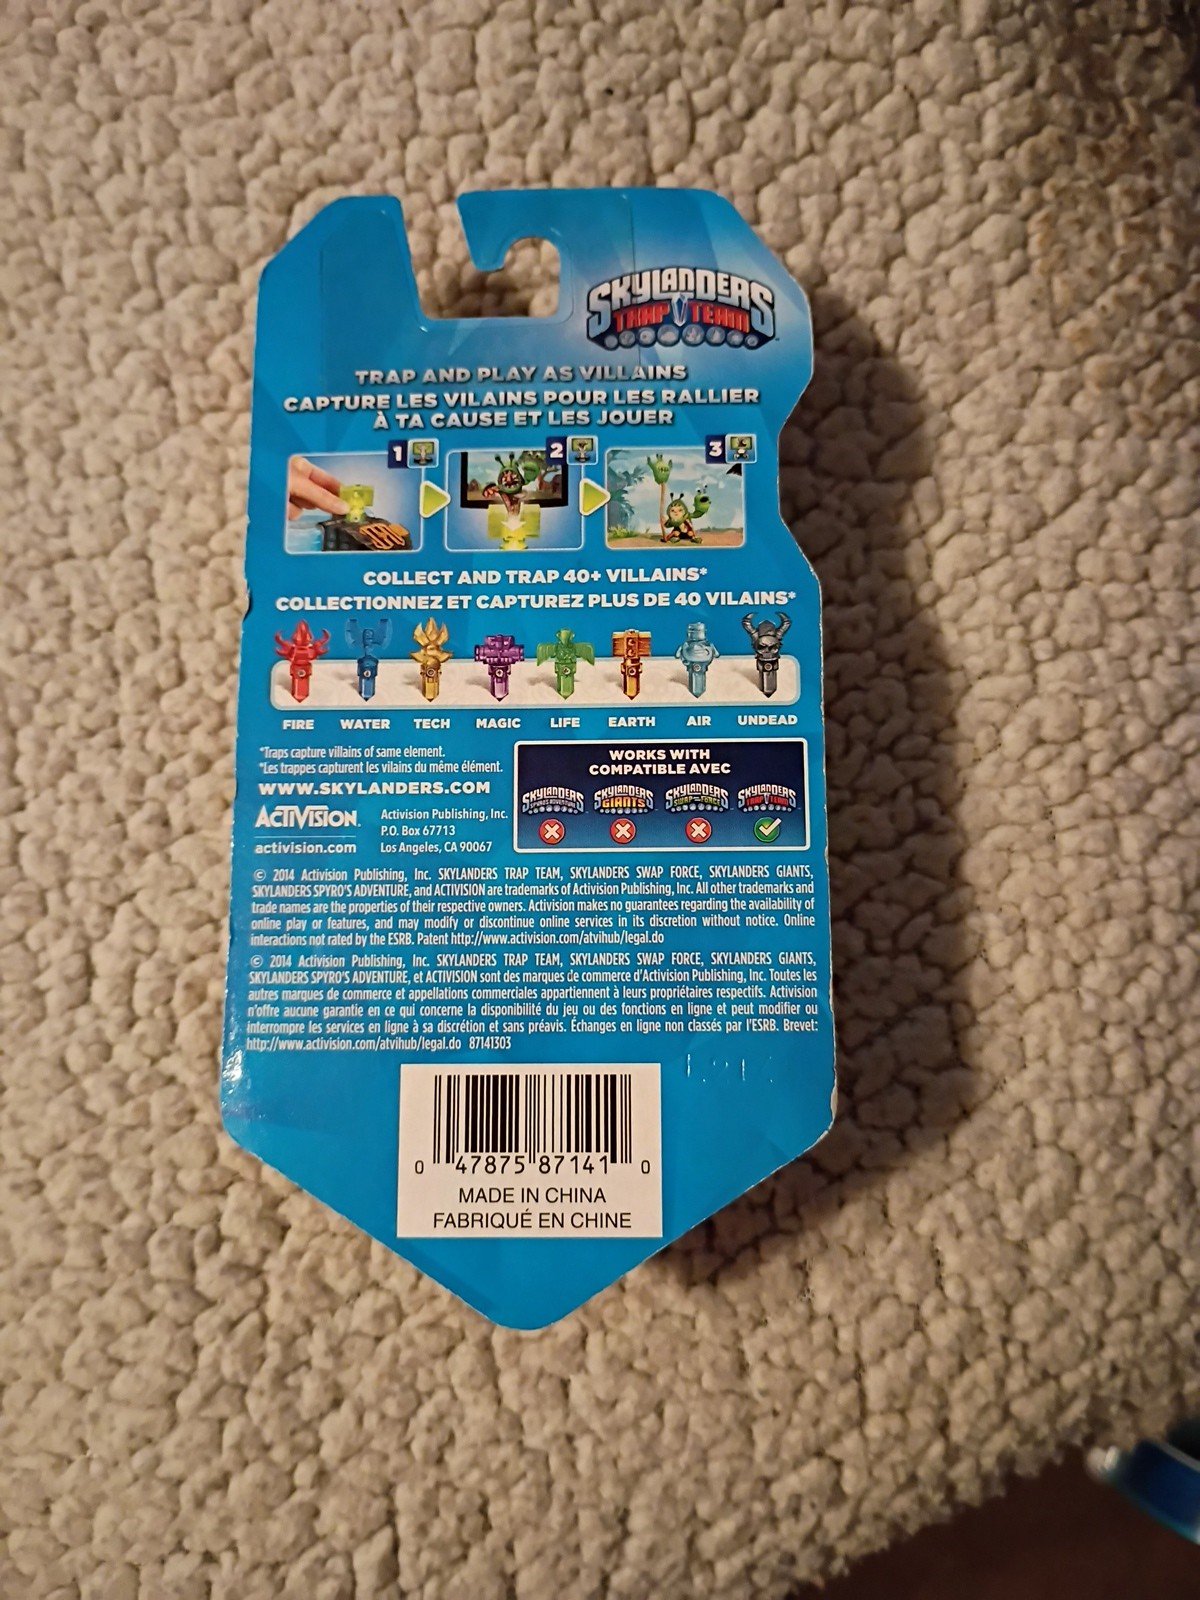 SKYLANDERS
TRAP TEAM
TRAP AND PLAY AS VILLAINS
CAPTURE LES VILAINS POUR LES RALLIER
À TA CAUSE ET LES JOUER
1 2 3
COLLECT AND TRAP 40+ VILLAINS*
COLLECTIONNEZ ET CAPTUREZ PLUS DE 40 VILAINS*
FIRE WATER TECH MAGIC LIFE EARTH AIR UNDEAD
*Traps capture villains of same element.
*Les trappes capturent les vilains du même élément.
WWW.SKYLANDERS.COM
ACTIVISION.
activision.com
Activision Publishing, Inc.
P.O. Box 67713
Los Angeles, CA 90067
WORKS WITH
COMPATIBLE AVEC
SKYLANDERS SPYRO'S ADVENTURE
SKYLANDERS GIANTS
SKYLANDERS SWAP FORCE
SKYLANDERS TRAP TEAM
© 2014 Activision Publishing, Inc. SKYLANDERS TRAP TEAM, SKYLANDERS SWAP FORCE, SKYLANDERS GIANTS,
SKYLANDERS SPYRO'S ADVENTURE, and ACTIVISION are trademarks of Activision Publishing, Inc. All other trademarks and
trade names are the properties of their respective owners. Activision makes no guarantees regarding the availability of
online play or features, and may modify or discontinue online services in its discretion without notice. Online
interactions not rated by the ESRB. Patent http://www.activision.com/atvihub/legal.do
© 2014 Activision Publishing, Inc. SKYLANDERS TRAP TEAM, SKYLANDERS SWAP FORCE, SKYLANDERS GIANTS,
SKYLANDERS SPYRO'S ADVENTURE, et ACTIVISION sont des marques de commerce d'Activision Publishing, Inc. Toutes les
autres marques de commerce et appellations commerciales appartiennent à leurs propriétaires respectifs. Activision
n'offre aucune garantie en ce qui concerne la disponibilité du jeu ou des fonctions en ligne et peut modifier ou
interrompre les services en ligne à sa discrétion et sans préavis. Échanges en ligne non classés par l'ESRB. Brevet:
http://www.activision.com/atvihub/legal.do 87141303
0 47875 87141 0
MADE IN CHINA
FABRIQUÉ EN CHINE